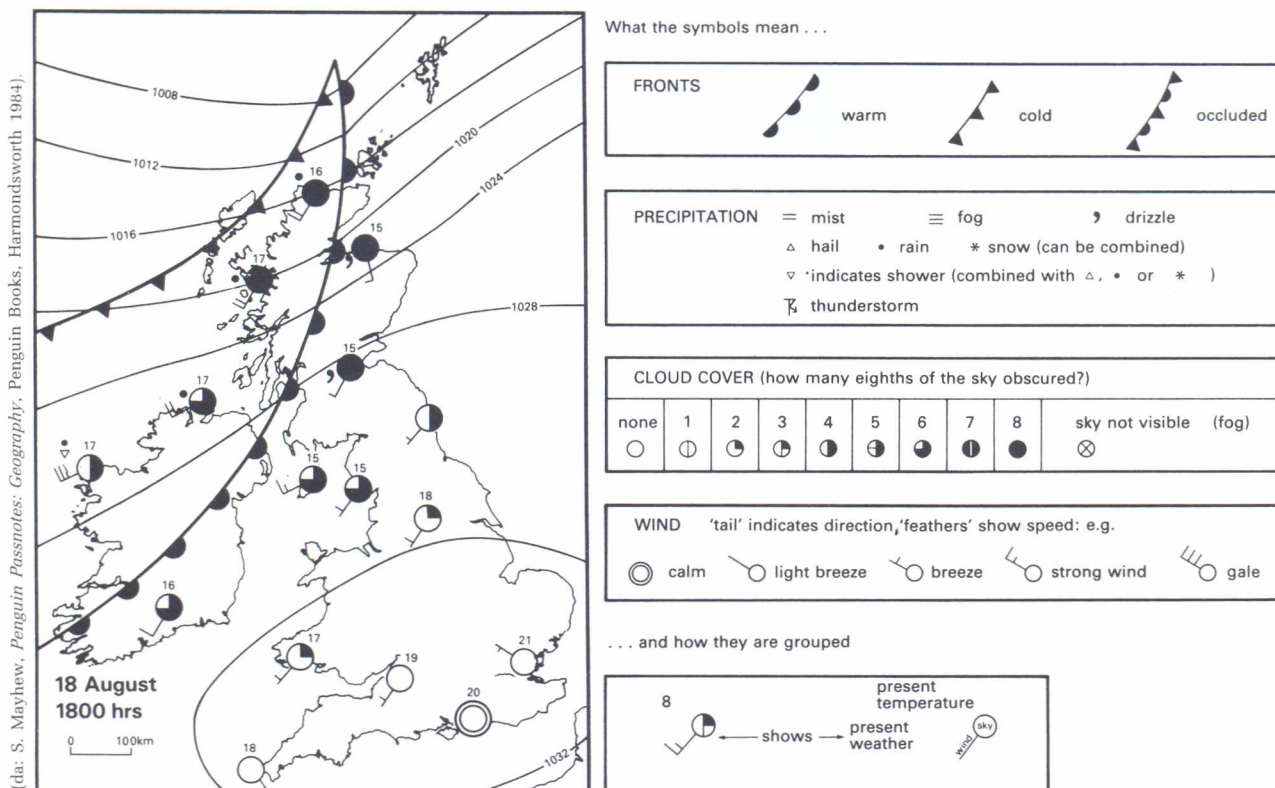 [da: S. Mayhew, Penguin Passnotes: Geography, Penguin Books, Harmondsworth 1984).
1008
1012
1016
1020
1024
1028
1032
16
15
17
15
17
17
15
15
18
16
17
19
21
20
18
18 August
1800 hrs
0 100km
What the symbols mean ...
FRONTS
warm
cold
occluded
PRECIPITATION = mist ≡ fog , drizzle
△ hail • rain * snow (can be combined)
▽ indicates shower (combined with △, • or * )
thunderstorm
CLOUD COVER (how many eighths of the sky obscured?)
none 1 2 3 4 5 6 7 8 sky not visible (fog)
WIND 'tail' indicates direction, 'feathers' show speed: e.g.
calm light breeze breeze strong wind gale
... and how they are grouped
8
shows
present
temperature
present
weather
sky
wind